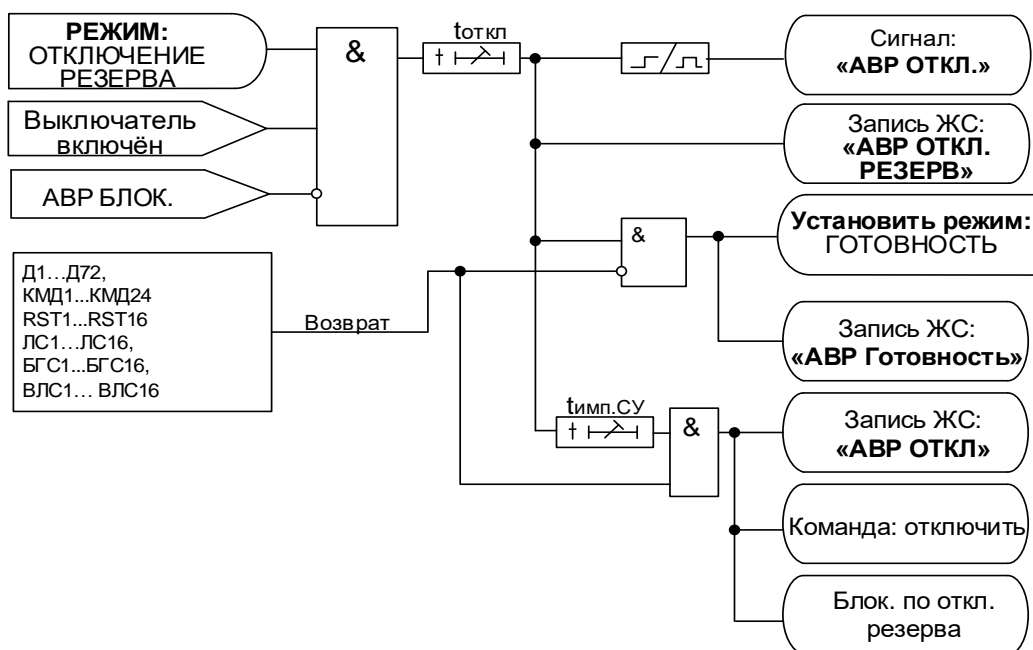 РЕЖИМ:
ОТКЛЮЧЕНИЕ
РЕЗЕРВА
Выключатель
включён
АВР БЛОК.
&
tоткл
Сигнал:
«АВР ОТКЛ.»
Запись ЖС:
«АВР ОТКЛ.
РЕЗЕРВ»
&
Установить режим:
ГОТОВНОСТЬ
Д1...Д72,
КМД1...КМД24
RST1...RST16
ЛС1...ЛС16,
БГС1...БГС16,
ВЛС1... ВЛС16
Возврат
Запись ЖС:
«АВР Готовность»
tимп.СУ
&
Запись ЖС:
«АВР ОТКЛ»
Команда: отключить
Блок. по откл.
резерва